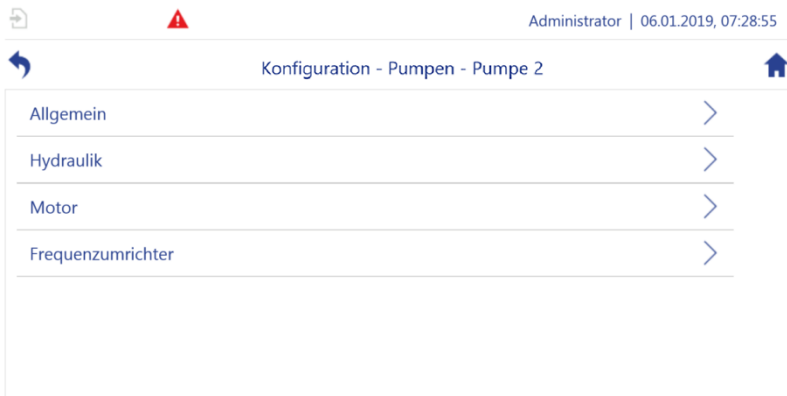 Administrator | 06.01.2019, 07:28:55
Konfiguration - Pumpen - Pumpe 2
Allgemein
Hydraulik
Motor
Frequenzumrichter